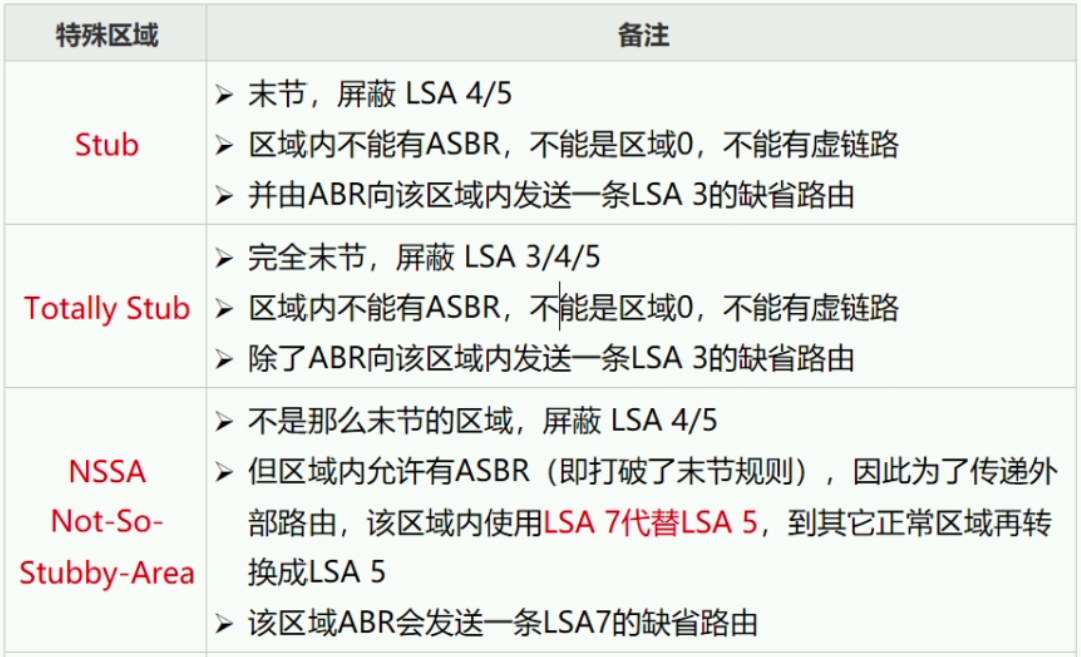 特殊区域 备注
Stub
➢ 末节，屏蔽 LSA 4/5
➢ 区域内不能有ASBR，不能是区域0，不能有虚链路
➢ 并由ABR向该区域内发送一条LSA 3的缺省路由
Totally Stub
➢ 完全末节，屏蔽 LSA 3/4/5
➢ 区域内不能有ASBR，不能是区域0，不能有虚链路
➢ 除了ABR向该区域内发送一条LSA 3的缺省路由
NSSA
Not-So-
Stubby-Area
➢ 不是那么末节的区域，屏蔽 LSA 4/5
➢ 但区域内允许有ASBR（即打破了末节规则），因此为了传递外
部路由，该区域内使用LSA 7代替LSA 5，到其它正常区域再转
换成LSA 5
➢ 该区域ABR会发送一条LSA7的缺省路由